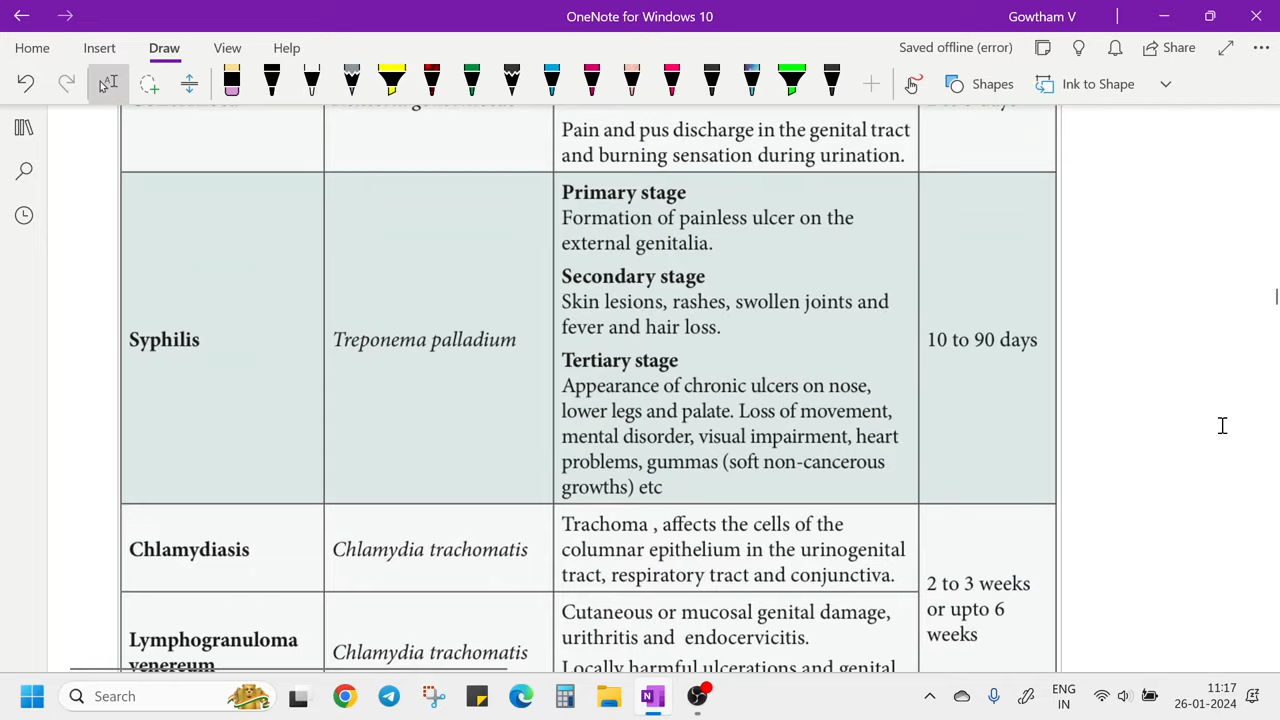 OneNote for Windows 10
Gowtham V
Home Insert Draw View Help
Saved offline (error)
Share
Shapes
Ink to Shape
Pain and pus discharge in the genital tract
and burning sensation during urination.
Syphilis
Treponema palladium
Primary stage
Formation of painless ulcer on the
external genitalia.
Secondary stage
Skin lesions, rashes, swollen joints and
fever and hair loss.
Tertiary stage
Appearance of chronic ulcers on nose,
lower legs and palate. Loss of movement,
mental disorder, visual impairment, heart
problems, gummas (soft non-cancerous
growths) etc
10 to 90 days
Chlamydiasis
Chlamydia trachomatis
Trachoma , affects the cells of the
columnar epithelium in the urinogenital
tract, respiratory tract and conjunctiva.
2 to 3 weeks
or upto 6
weeks
Lymphogranuloma
venereum
Chlamydia trachomatis
Cutaneous or mucosal genital damage,
urithritis and endocervicitis.
Locally harmful ulcerations and genital
Search
ENG
IN
11:17
26-01-2024